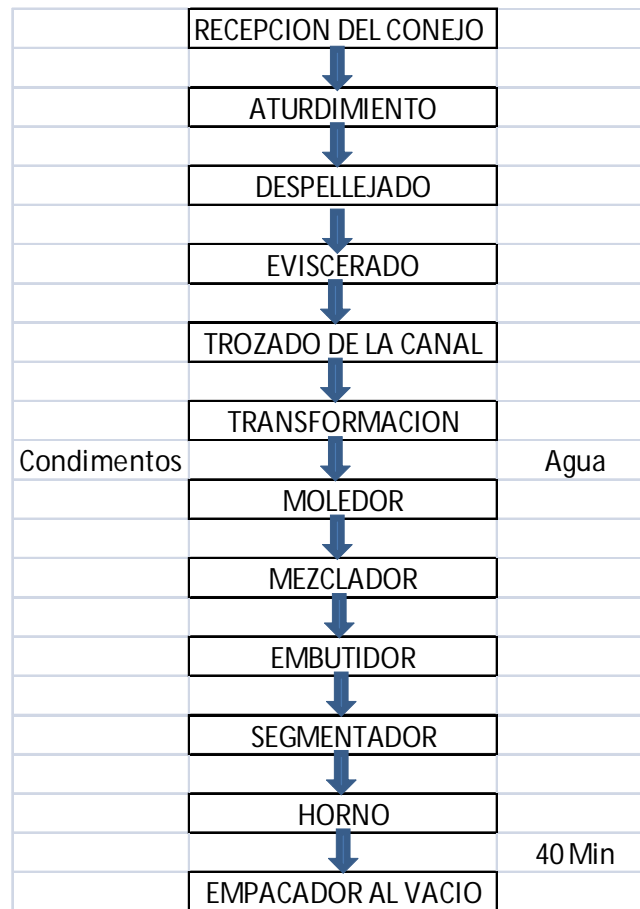 RECEPCION DEL CONEJO
ATURDIMIENTO
DESPELLEJADO
EVISCERADO
TROZADO DE LA CANAL
TRANSFORMACION
Condimentos Agua
MOLEDOR
MEZCLADOR
EMBUTIDOR
SEGMENTADOR
HORNO
40 Min
EMPACADOR AL VACIO